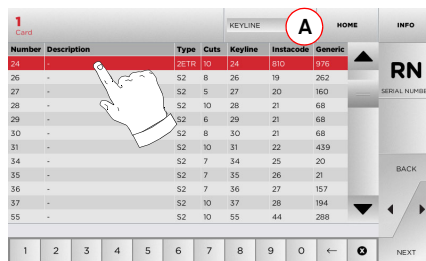 1 KEYLINE A HOME INFO
Card
Number Description Type Cuts Keyline Instacode Generic
24 - 2ETR 10 24 810 976
26 - S2 8 26 19 262
27 - S2 5 27 20 160
28 - S2 10 28 21 68
29 - S2 6 29 21 68
30 - S2 8 30 21 68
31 - S2 10 31 22 439
34 - S2 7 34 25 20
35 - S2 7 35 26 21
36 - S2 7 36 27 157
37 - S2 10 37 28 194
55 - S2 10 55 44 288
RN
SERIAL NUMBE
BACK
1 2 3 4 5 6 7 8 9 0 ← X NEXT